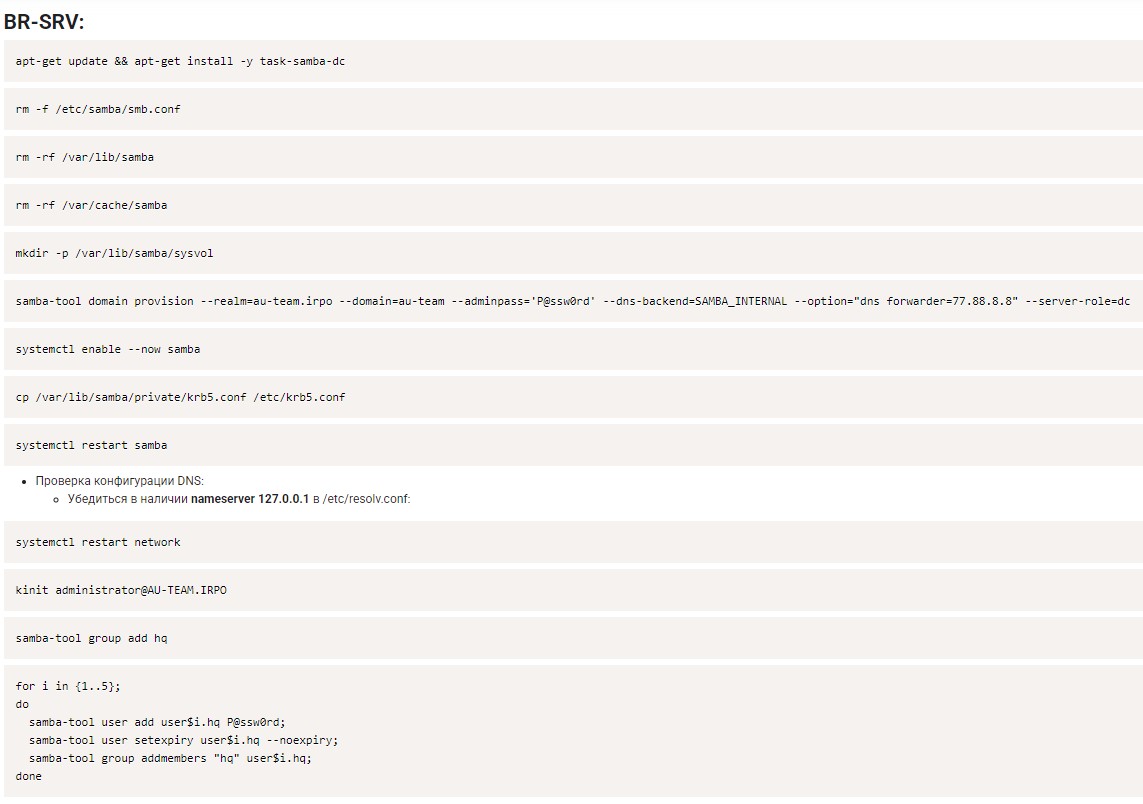 BR-SRV:
apt-get update && apt-get install -y task-samba-dc
rm -f /etc/samba/smb.conf
rm -rf /var/lib/samba
rm -rf /var/cache/samba
mkdir -p /var/lib/samba/sysvol
samba-tool domain provision --realm=au-team.irpo --domain=au-team --adminpass='P@ssw0rd' --dns-backend=SAMBA_INTERNAL --option="dns forwarder=77.88.8.8" --server-role=dc
systemctl enable --now samba
cp /var/lib/samba/private/krb5.conf /etc/krb5.conf
systemctl restart samba
Проверка конфигурации DNS:
Убедиться в наличии nameserver 127.0.0.1 в /etc/resolv.conf:
systemctl restart network
kinit administrator@AU-TEAM.IRPO
samba-tool group add hq
for i in {1..5};
do
samba-tool user add user$i.hq P@ssw0rd;
samba-tool user setexpiry user$i.hq --noexpiry;
samba-tool group addmembers "hq" user$i.hq;
done